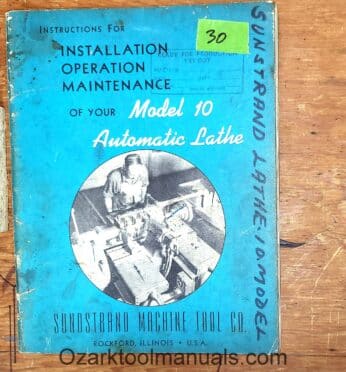 INSTRUCTIONS FOR
INSTALLATION
OPERATION
MAINTENANCE
OF YOUR Model 10
Automatic Lathe
30
SUNSTRAND LATHE-10-MODEL
SUNDSTRAND MACHINE TOOL CO.
ROCKFORD, ILLINOIS • U.S.A.
Ozarktoolmanuals.com